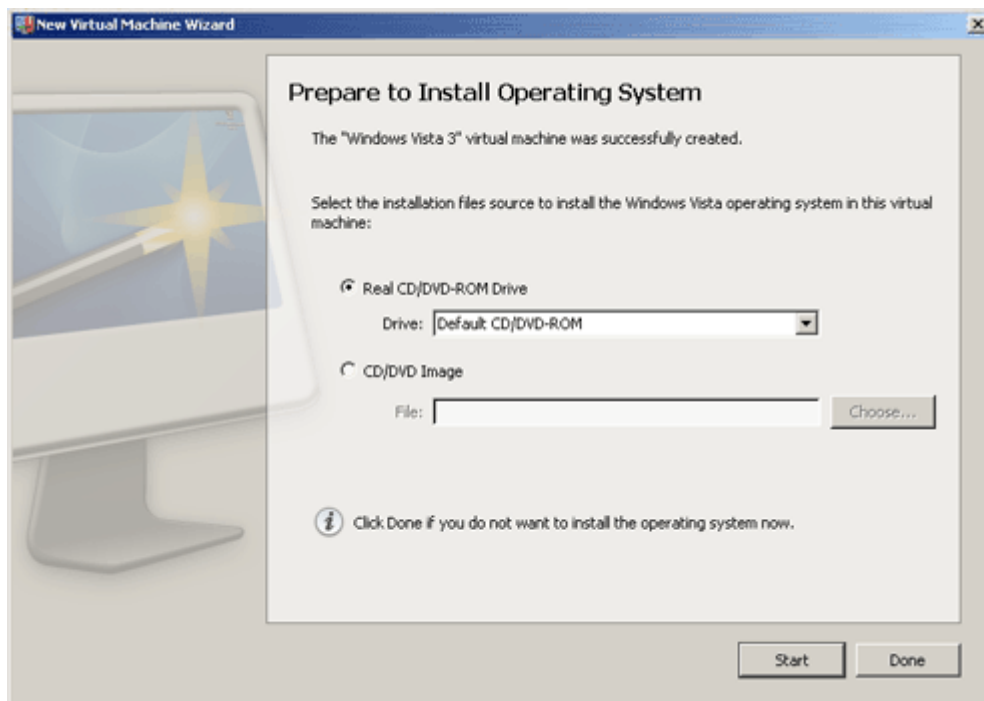 New Virtual Machine Wizard
Prepare to Install Operating System
The "Windows Vista 3" virtual machine was successfully created.
Select the installation files source to install the Windows Vista operating system in this virtual
machine:
Real CD/DVD-ROM Drive
Drive: Default CD/DVD-ROM
CD/DVD Image
File: Choose...
Click Done if you do not want to install the operating system now.
Start Done